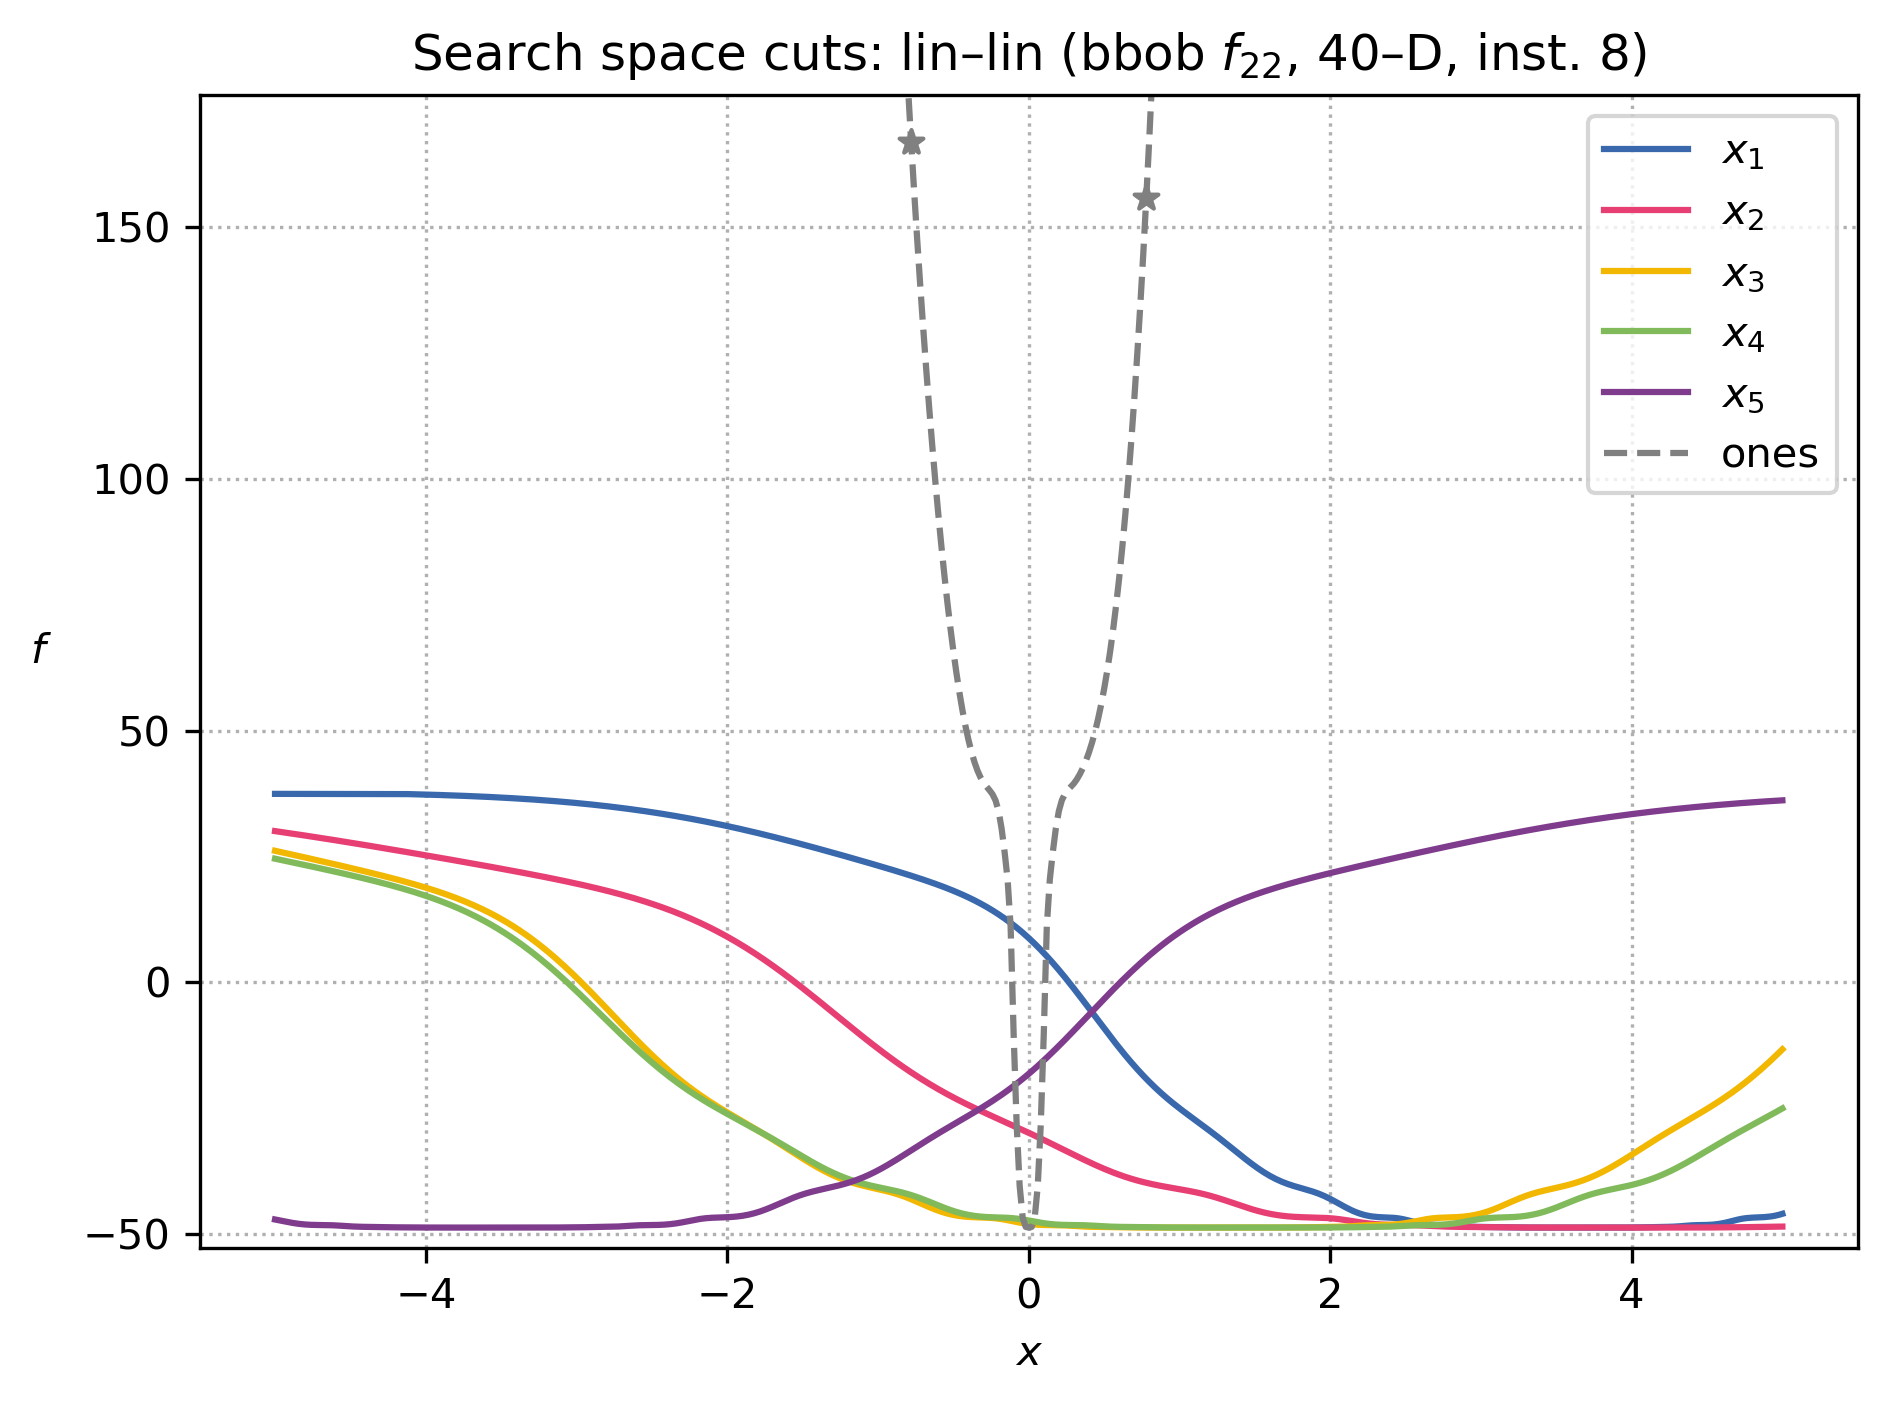 Search space cuts: lin–lin (bbob f22, 40–D, inst. 8)
150
100
50
0
−50
f
x1
x2
x3
x4
x5
ones
−4 −2 0 2 4
x